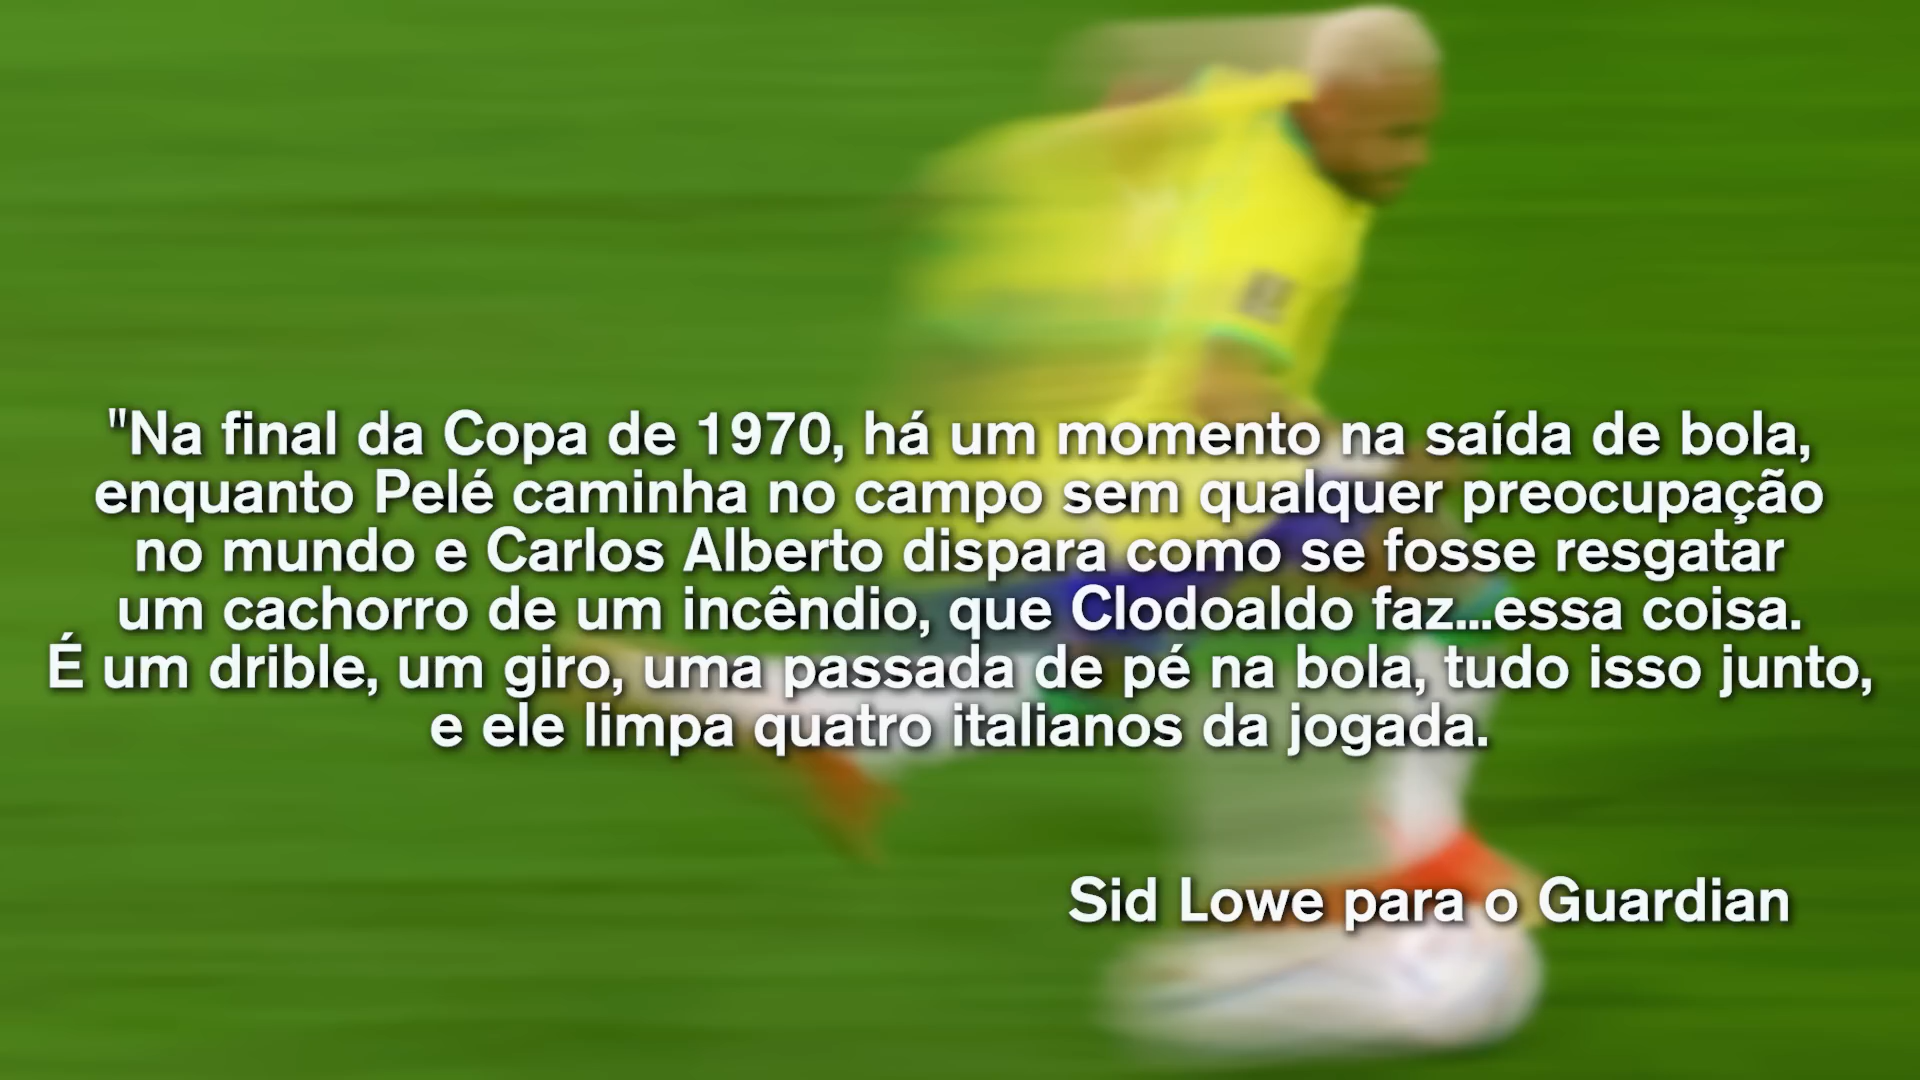 "Na final da Copa de 1970, há um momento na saída de bola,
enquanto Pelé caminha no campo sem qualquer preocupação
no mundo e Carlos Alberto dispara como se fosse resgatar
um cachorro de um incêndio, que Clodoaldo faz...essa coisa.
É um drible, um giro, uma passada de pé na bola, tudo isso junto,
e ele limpa quatro italianos da jogada.
Sid Lowe para o Guardian